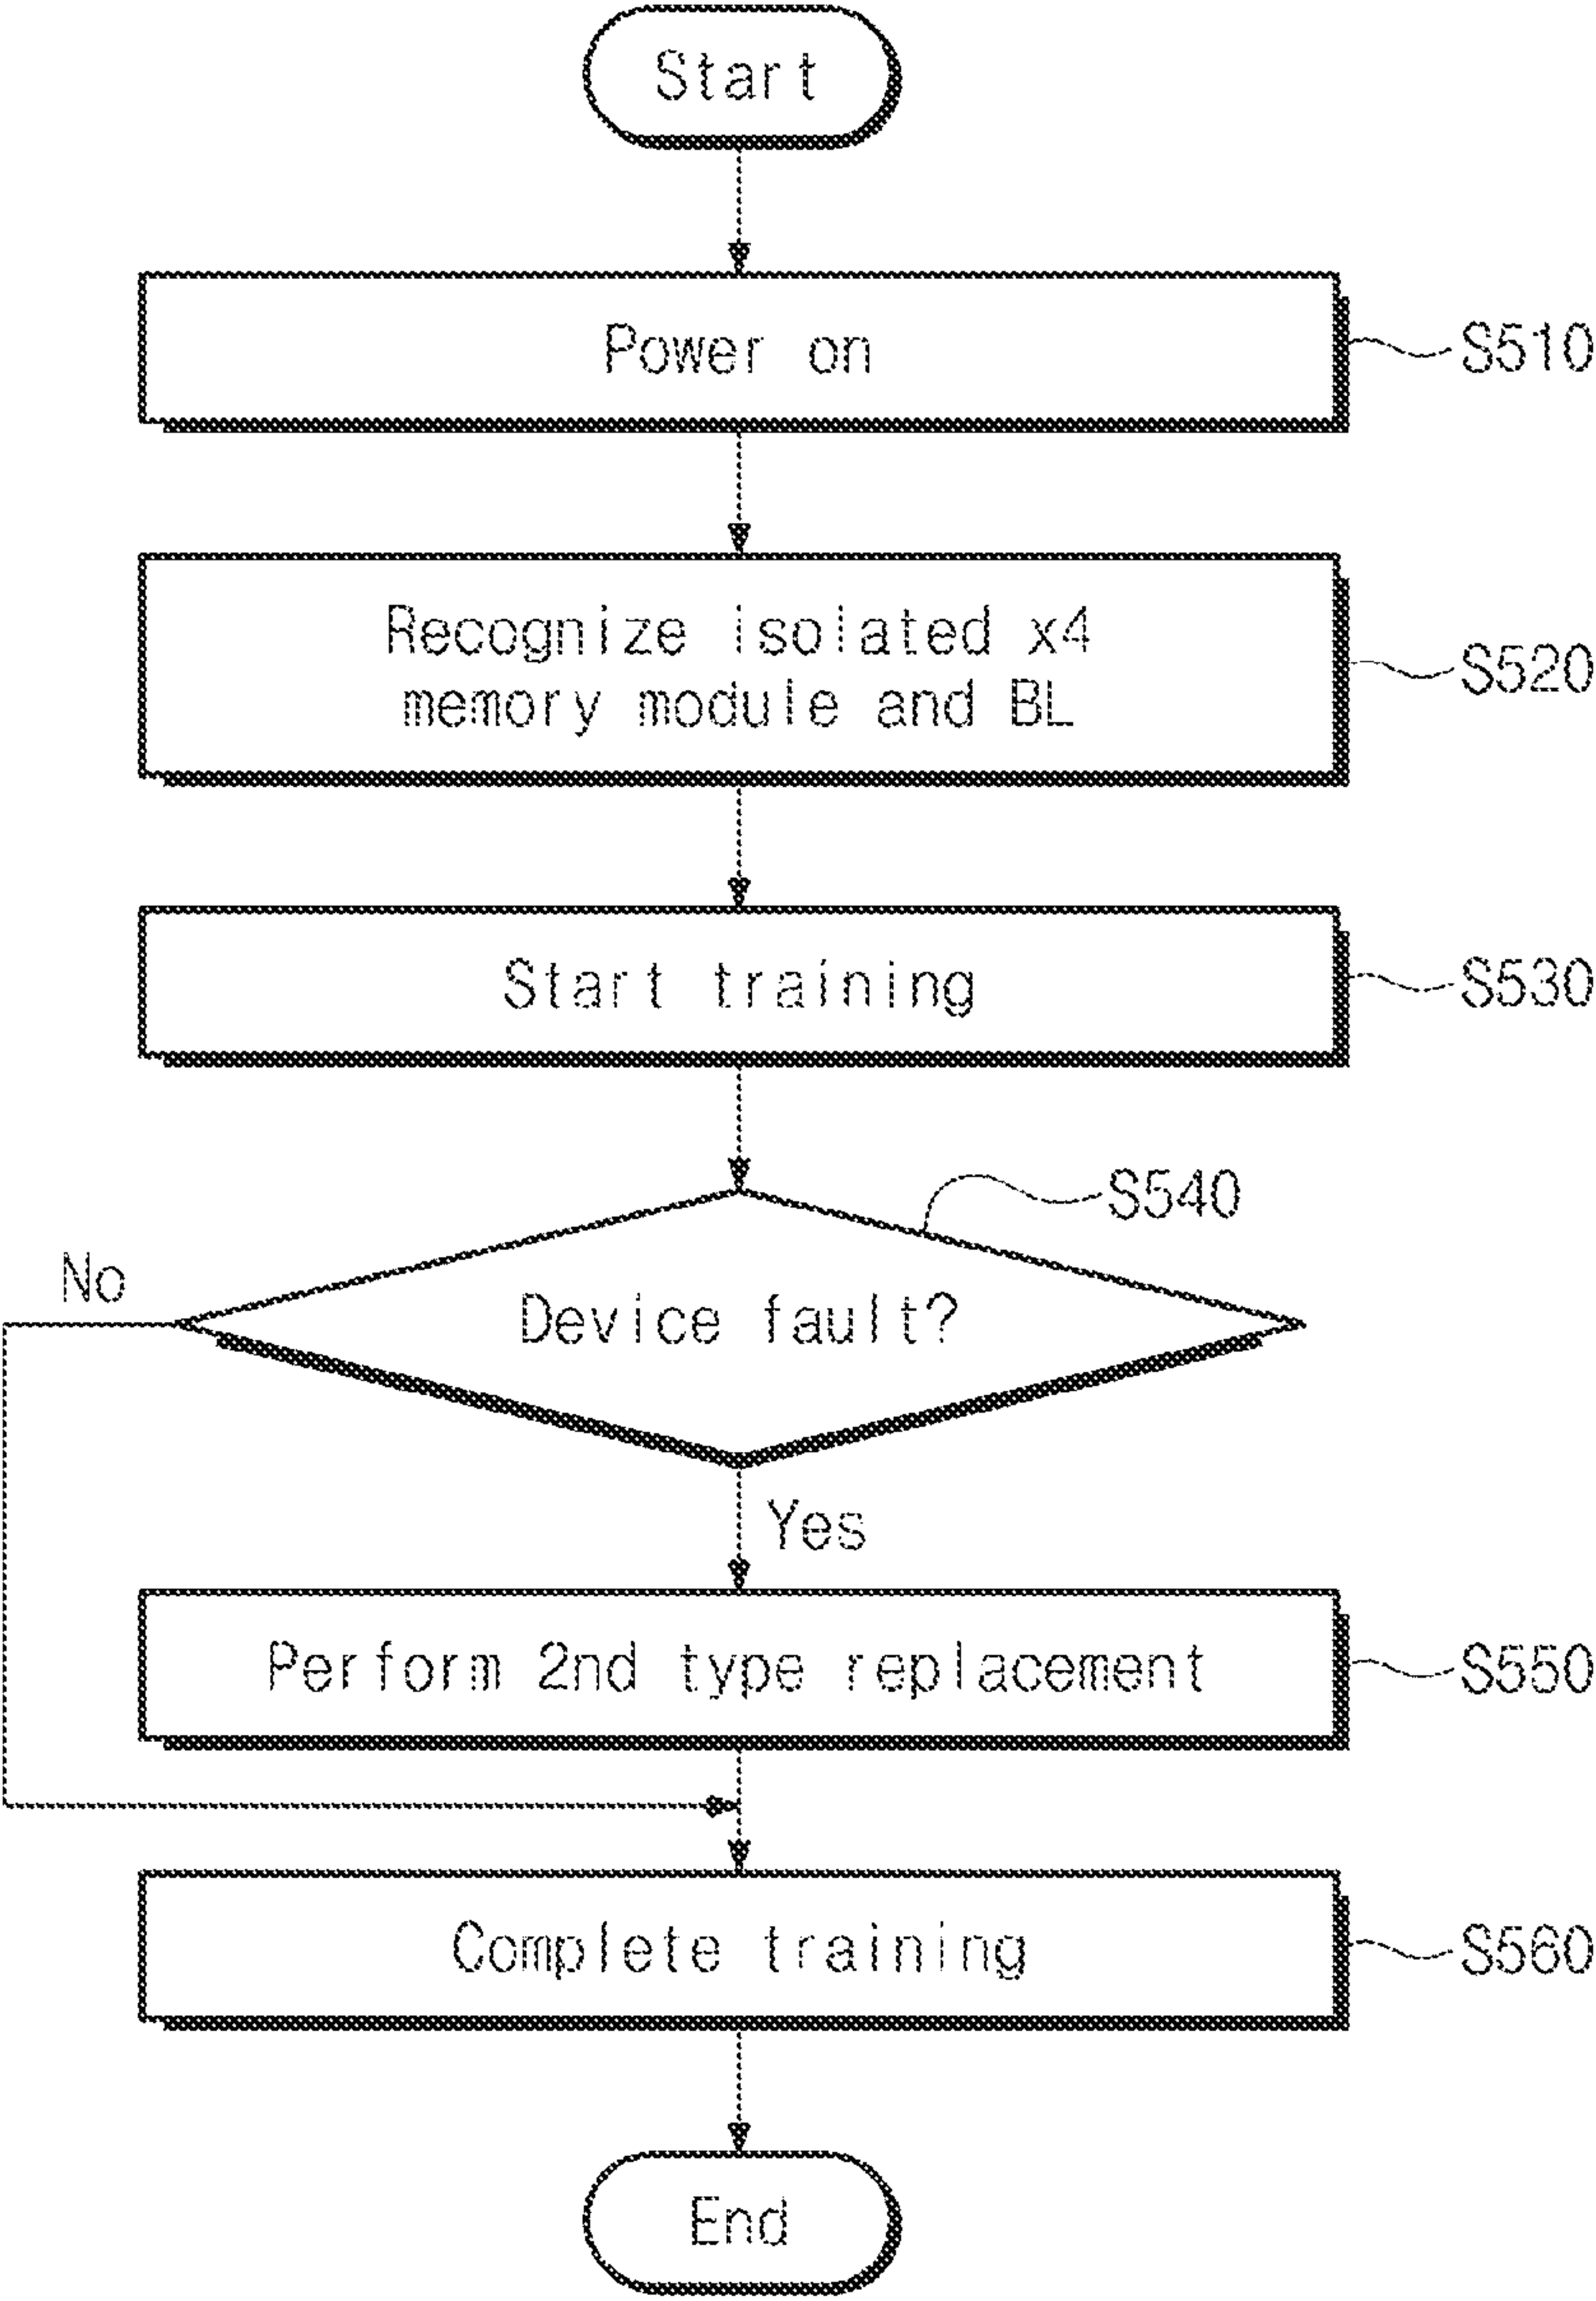 Start
Power on
S510
Recognize isolated x4
memory module and BL
S520
Start training
S530
S540
No
Device fault?
Yes
Perform 2nd type replacement
S550
Complete training
S560
End